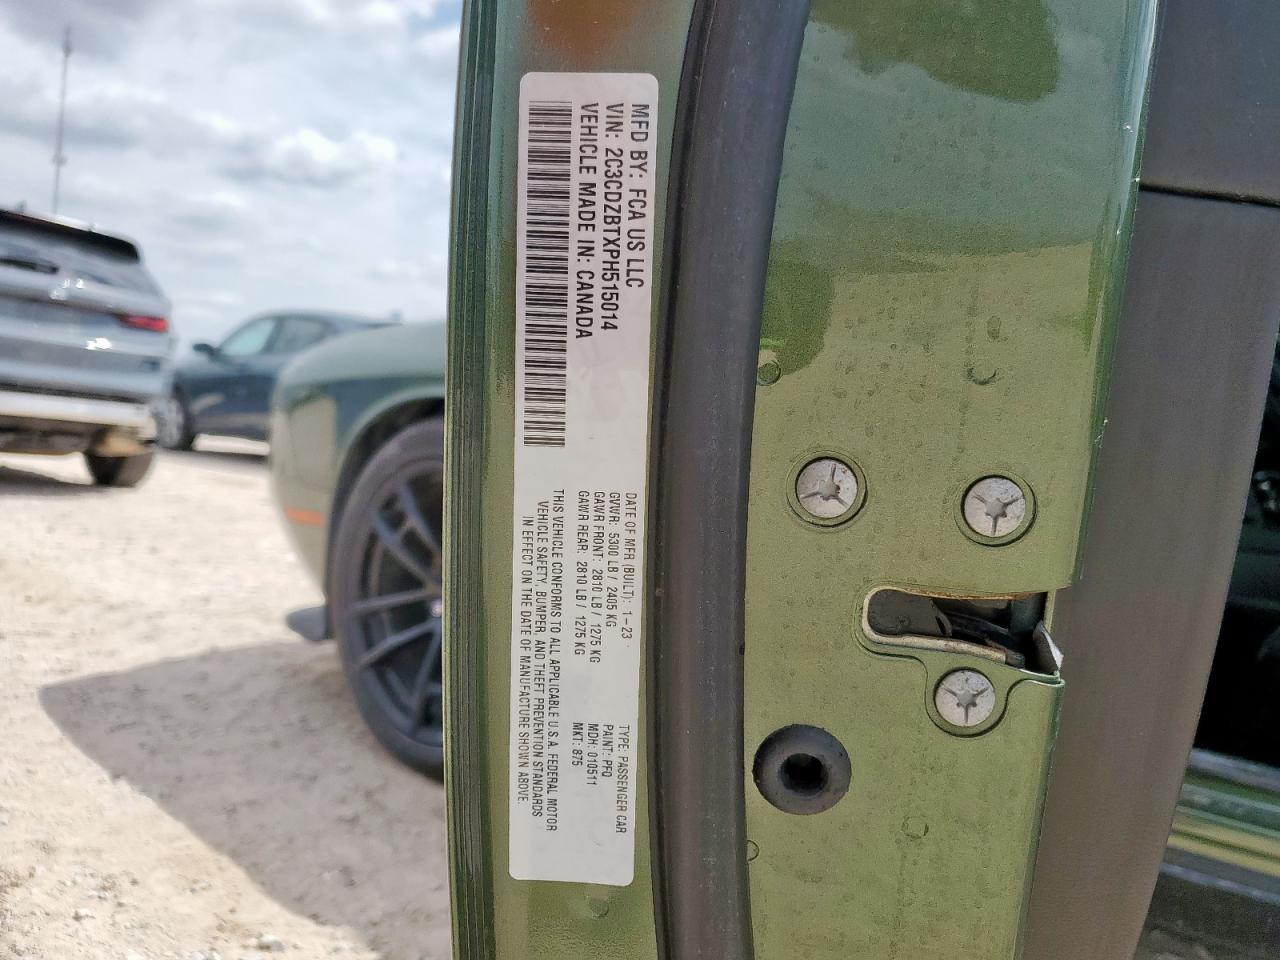 MFD BY: FCA US LLC
VIN: 2C3CDZBTXPH515014
VEHICLE MADE IN: CANADA
DATE OF MFR (BUILT): 1-23
GVWR: 5300 LB / 2405 KG
GAWR FRONT: 2810 LB / 1275 KG
GAWR REAR: 2810 LB / 1275 KG
TYPE: PASSENGER CAR
PAINT: PFQ
MDH: 010511
MKT: 875
THIS VEHICLE CONFORMS TO ALL APPLICABLE U.S.A. FEDERAL MOTOR
VEHICLE SAFETY, BUMPER, AND THEFT PREVENTION STANDARDS
IN EFFECT ON THE DATE OF MANUFACTURE SHOWN ABOVE.